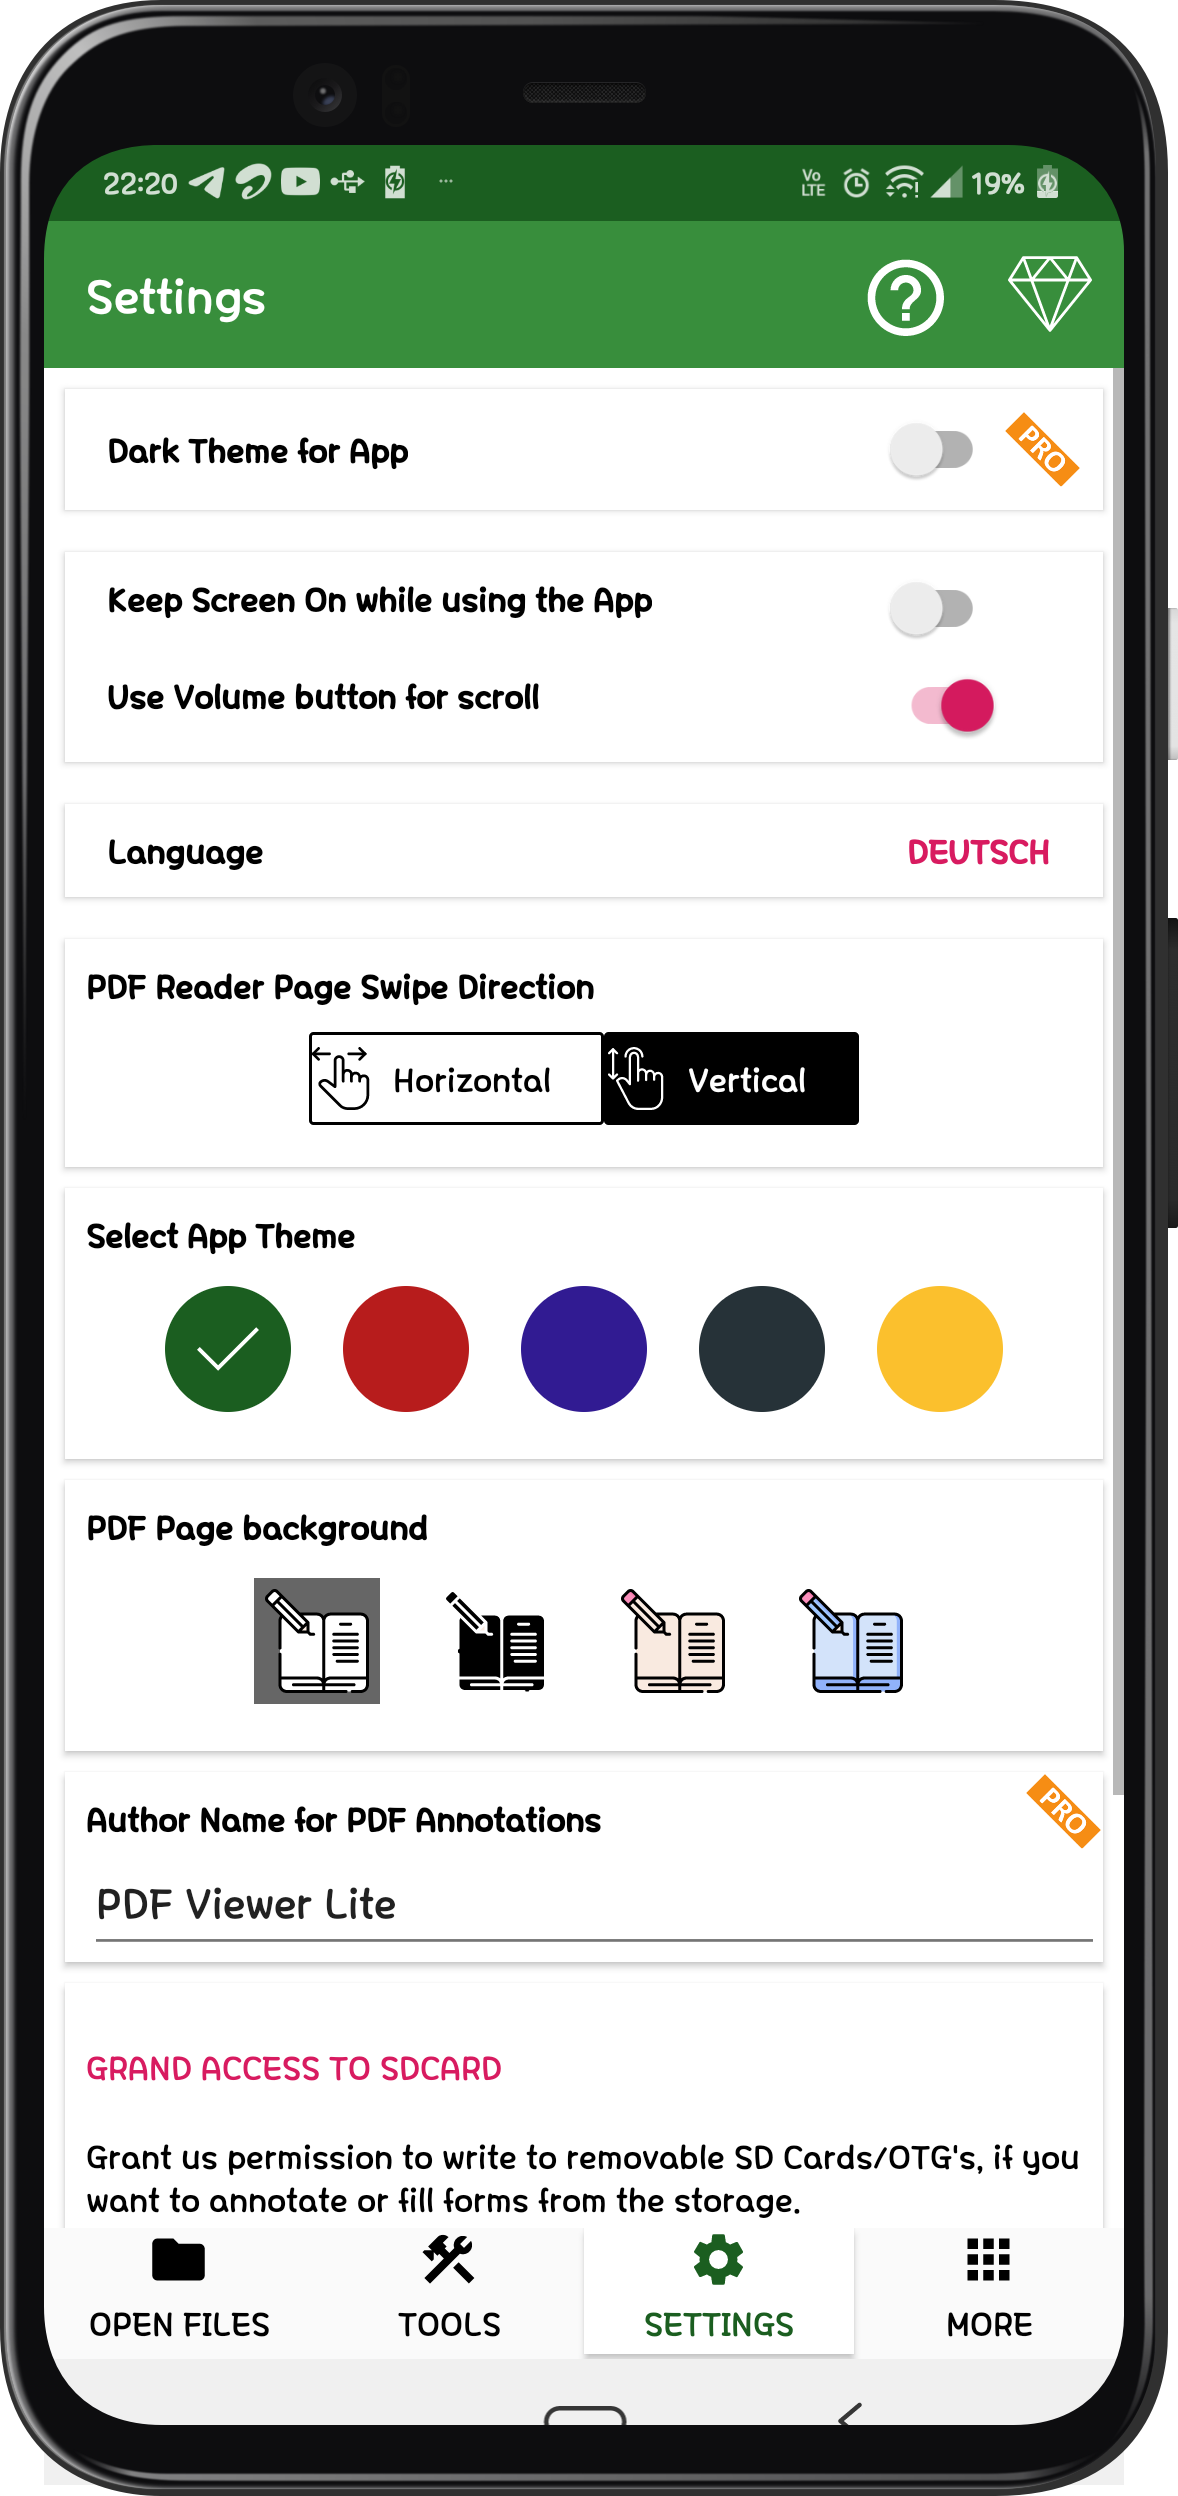 22:20
Vo
LTE
19%
Settings
Dark Theme for App
PRO
Keep Screen On while using the App
Use Volume button for scroll
Language
DEUTSCH
PDF Reader Page Swipe Direction
Horizontal
Vertical
Select App Theme
PDF Page background
Author Name for PDF Annotations
PRO
PDF Viewer Lite
GRAND ACCESS TO SDCARD
Grant us permission to write to removable SD Cards/OTG's, if you
want to annotate or fill forms from the storage.
OPEN FILES
TOOLS
SETTINGS
MORE